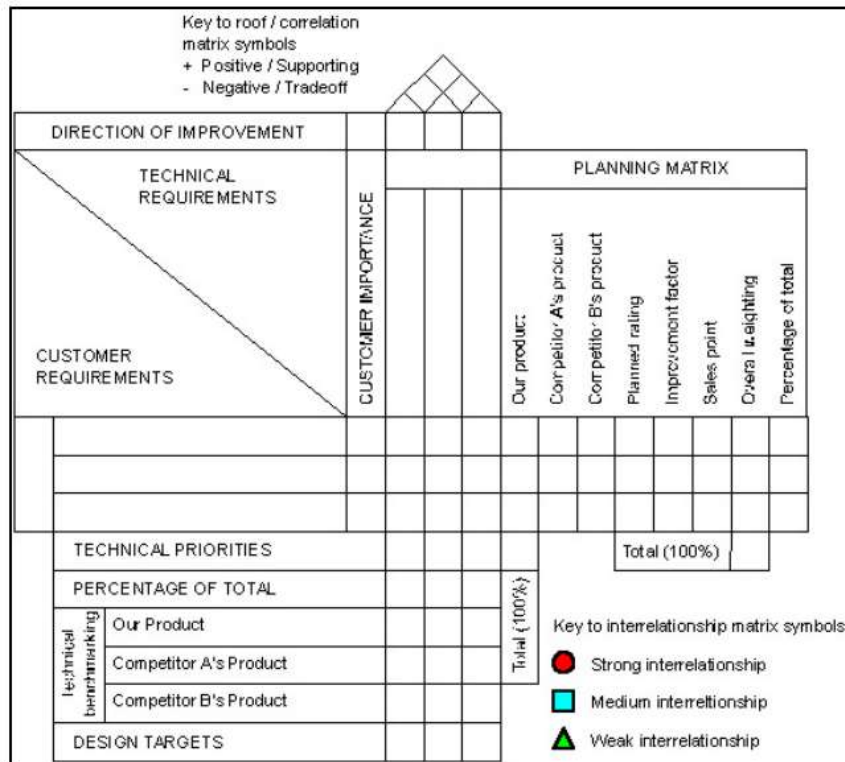 Key to roof / correlation
matrix symbols
+ Positive / Supporting
- Negative / Tradeoff
DIRECTION OF IMPROVEMENT
TECHNICAL
REQUIREMENTS
CUSTOMER
REQUIREMENTS
CUSTOMER IMPORTANCE
PLANNING MATRIX
Our product
Competitor A's product
Competitor B's product
Planned rating
Improvement factor
Sales point
Overall weighting
Percentage of total
TECHNICAL PRIORITIES
Total (100%)
PERCENTAGE OF TOTAL
Total (100%)
Technical
benchmarking
Our Product
Competitor A's Product
Competitor B's Product
DESIGN TARGETS
Key to interrelationship matrix symbols
Strong interrelationship
Medium interreltionship
Weak interrelationship